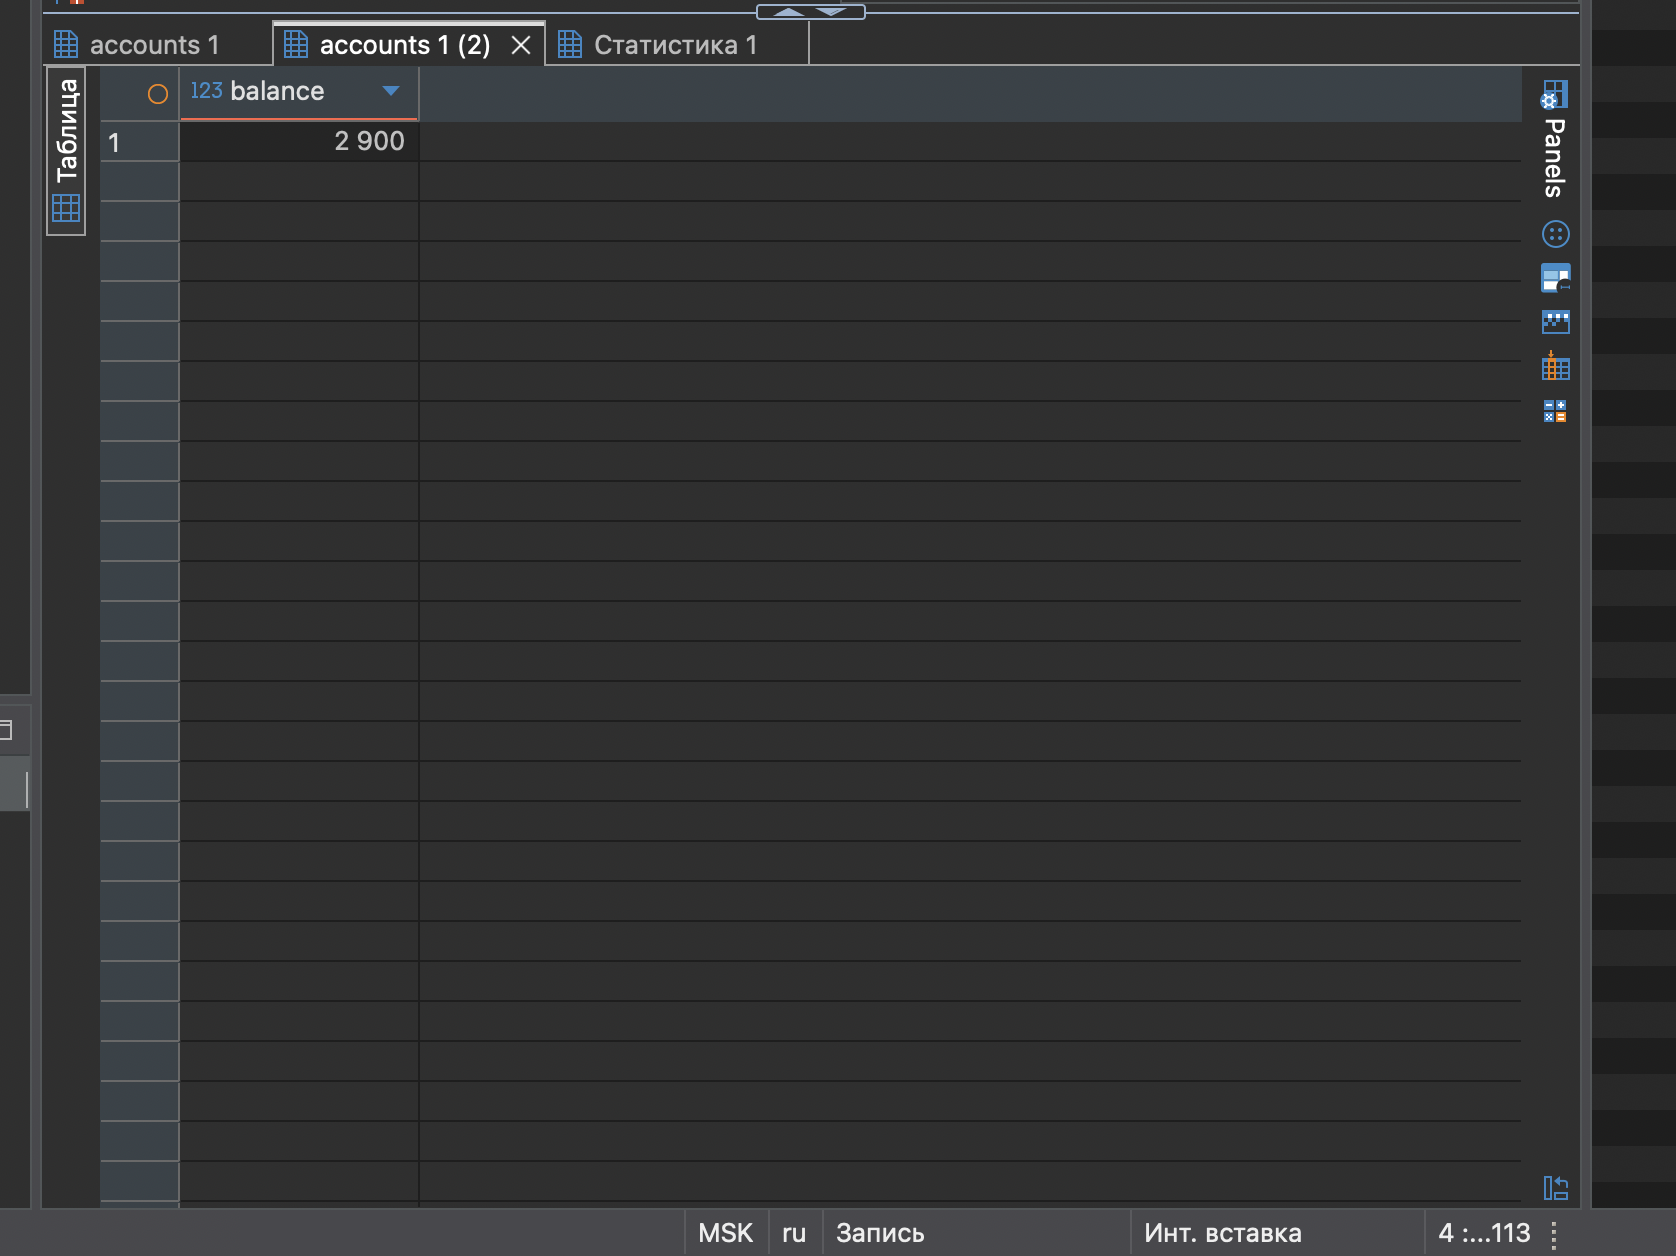 accounts 1
accounts 1 (2)
Статистика 1
Таблица
123 balance
1
2 900
Panels
MSK
ru
Запись
Инт. вставка
4 :...113